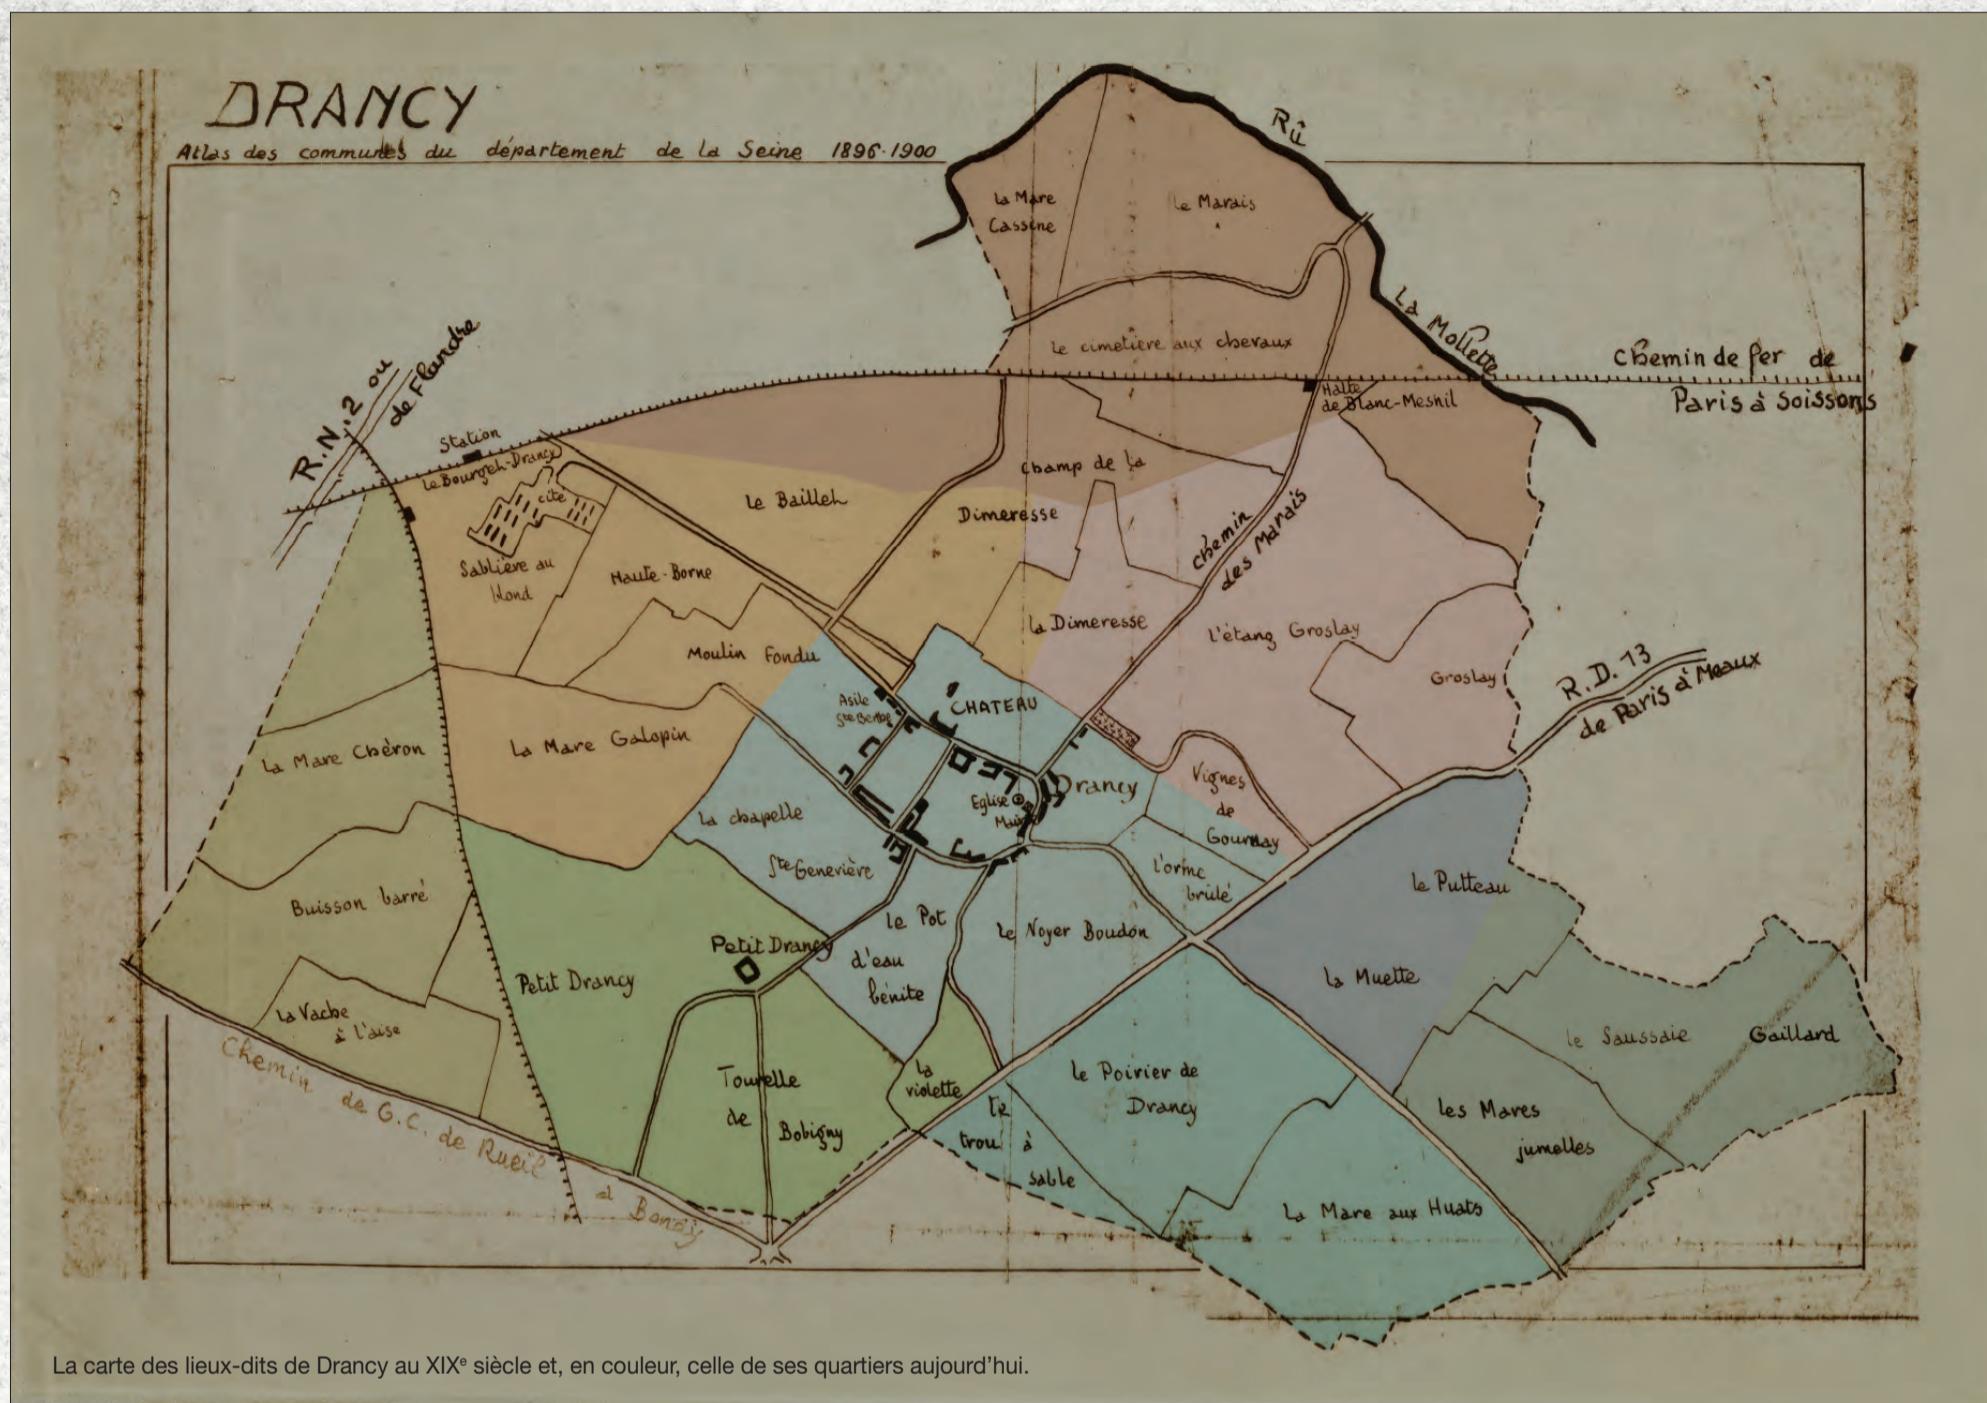 DRANCY
Atlas des communes du département de la Seine 1896-1900
Rû
La Mollette
la Mare
Cassine
le Marais
le cimetière aux chevaux
Chemin de fer de
Paris à Soissons
Halte
de Blanc-Mesnil
R.N.2 ou
de Flandre
Station
le Bourget-Drancy
cité
Sablière au
blond
Haute-Borne
le Baillet
Champ de la
Dimeresse
Chemin
des Marais
Moulin Fondu
la Dimeresse
l'étang Groslay
Groslay
R.D. 13
de Paris à Meaux
Asile
Ste Berthe
CHATEAU
La Mare Chéron
La Mare Galopin
Eglise
Drancy
Vignes
de
Gournay
La chapelle
Ste Geneviève
l'orme
brulé
le Putteau
Buisson barré
le Pot
d'eau
bénite
le Noyer Boudon
Petit Drancy
Petit Drancy
la Muette
La Vache
à l'aise
le Saussaie Gaillard
Chemin de G.C. de Rueil
à Bondy
Tourelle
de
Bobigny
La
violette
le
trou à
sable
le Poirier de
Drancy
les Mares
jumelles
La Mare aux Huats
La carte des lieux-dits de Drancy au XIXe siècle et, en couleur, celle de ses quartiers aujourd'hui.